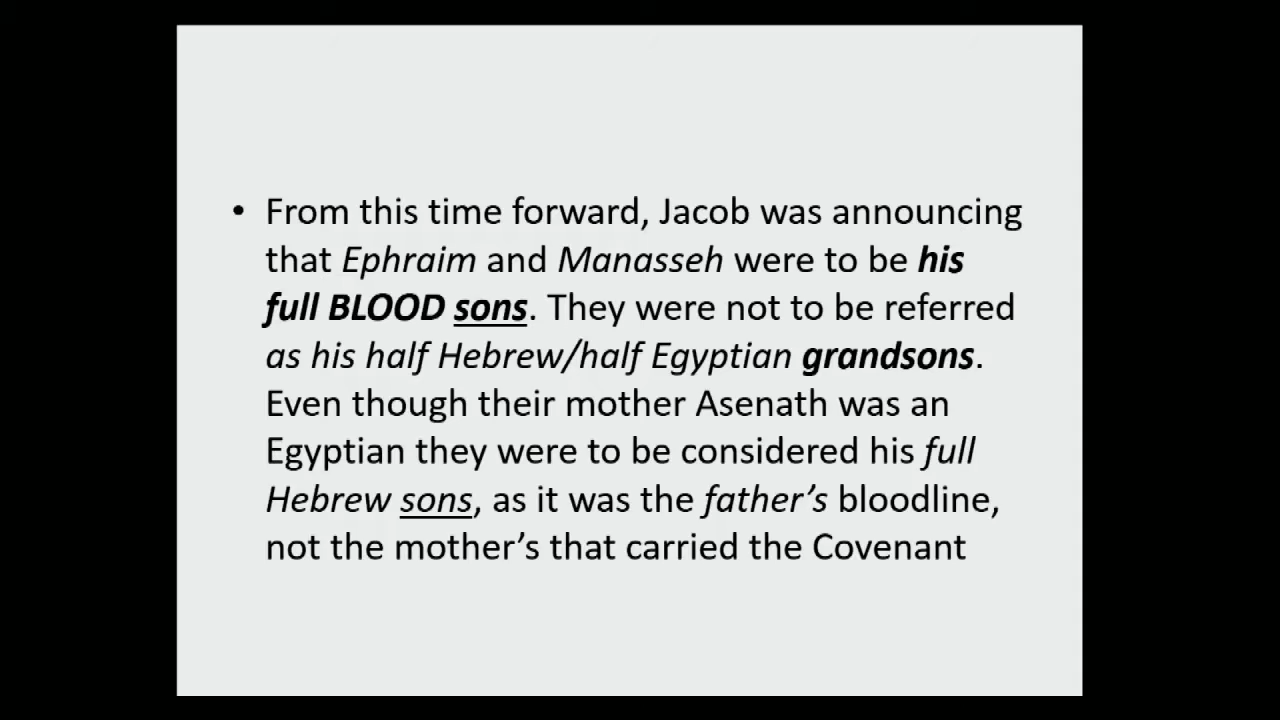 • From this time forward, Jacob was announcing
that Ephraim and Manasseh were to be his
full BLOOD sons. They were not to be referred
as his half Hebrew/half Egyptian grandsons.
Even though their mother Asenath was an
Egyptian they were to be considered his full
Hebrew sons, as it was the father’s bloodline,
not the mother’s that carried the Covenant